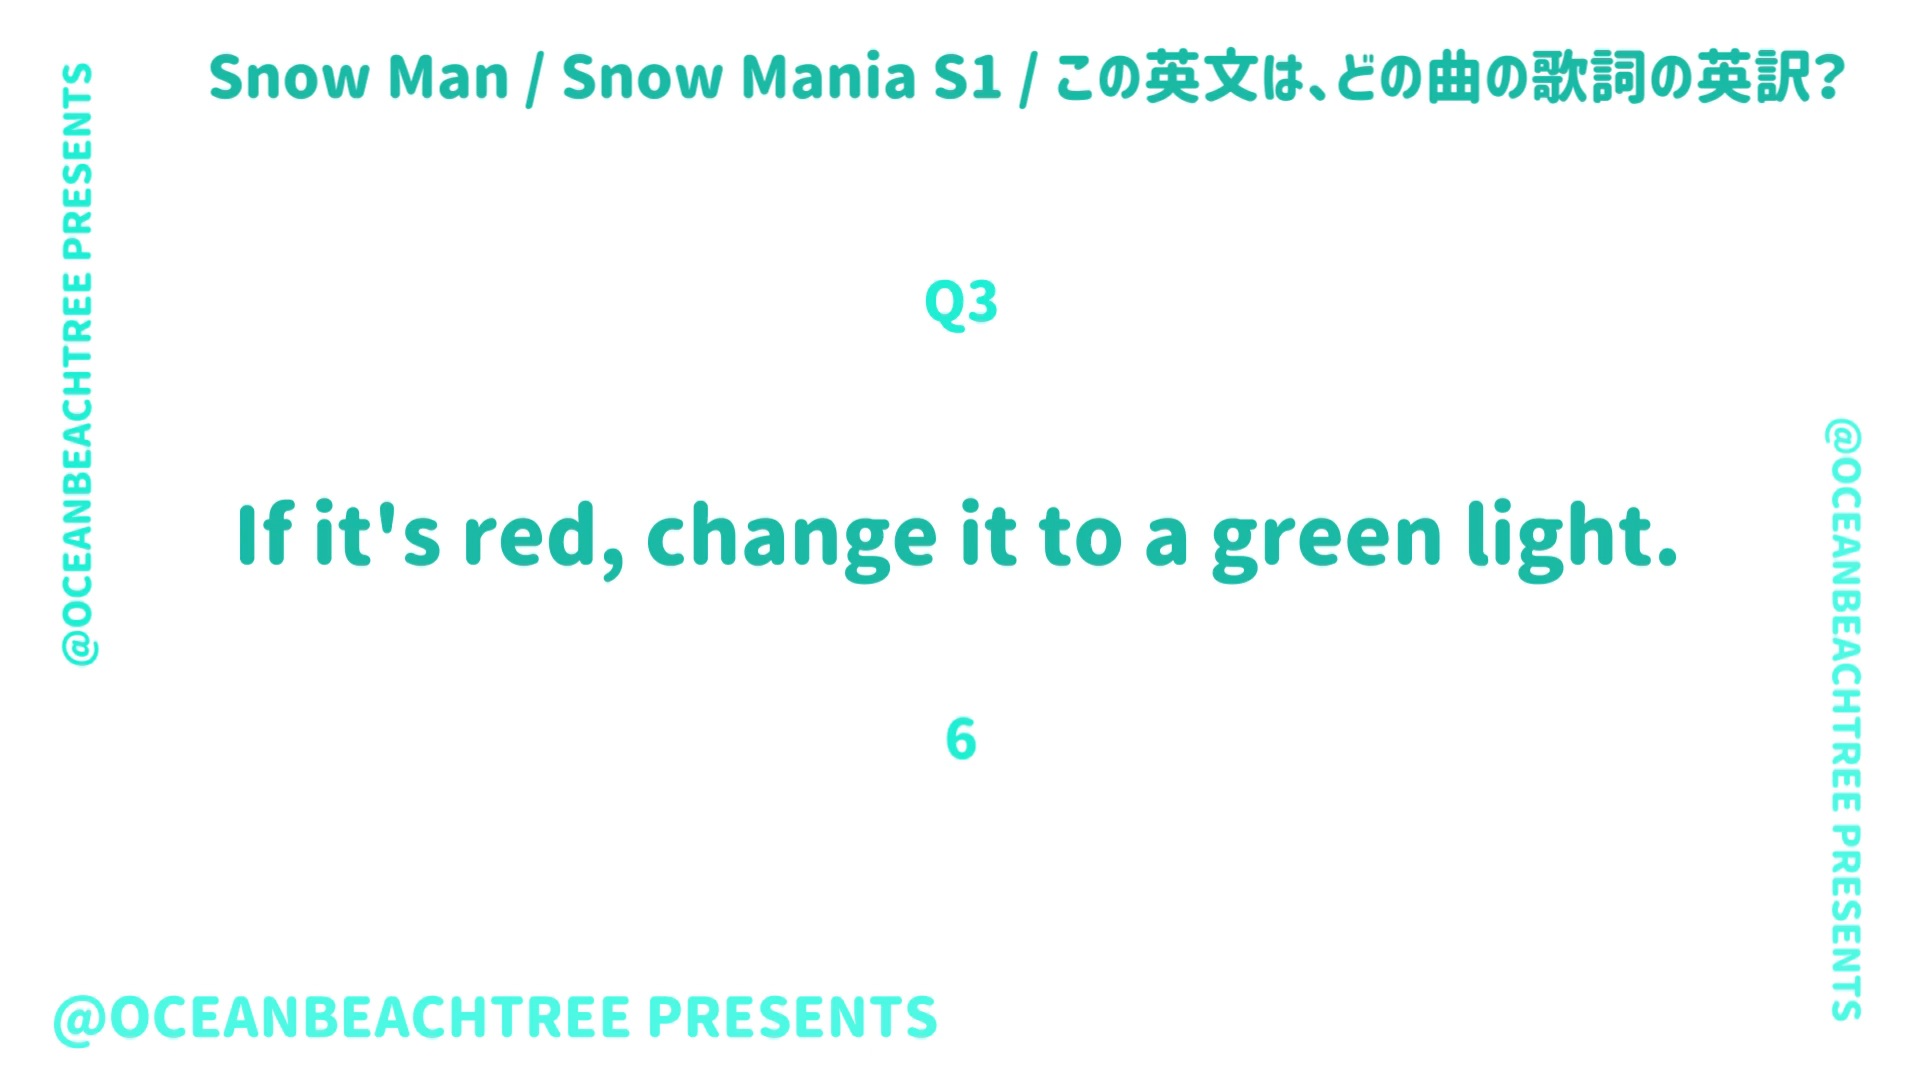 Snow Man / Snow Mania S1 / この英文は、どの曲の歌詞の英訳？
@OCEANBEACHTREE PRESENTS
Q3
If it's red, change it to a green light.
6
@OCEANBEACHTREE PRESENTS
@OCEANBEACHTREE PRESENTS